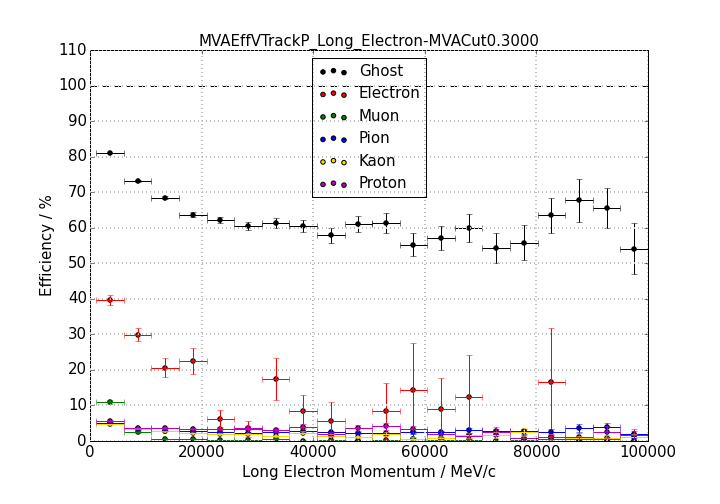 MVAEffVTrackP_Long_Electron-MVACut0.3000
110
100
90
80
70
60
50
40
30
20
10
0
Efficiency / %
Ghost
Electron
Muon
Pion
Kaon
Proton
0 20000 40000 60000 80000 100000
Long Electron Momentum / MeV/c